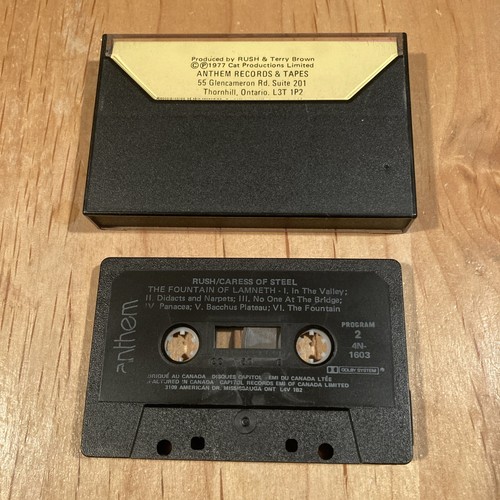 Produced by RUSH & Terry Brown
©℗1977 Cat Productions Limited
ANTHEM RECORDS & TAPES
55 Glencameron Rd. Suite 201
Thornhill, Ontario. L3T 1P2
RUSH/CARESS OF STEEL
THE FOUNTAIN OF LAMNETH - I. In The Valley;
II. Didacts and Narpets; III. No One At The Bridge;
IV. Panacea; V. Bacchus Plateau; VI. The Fountain
anthem
PROGRAM
2
4N-
1603
DOLBY SYSTEM
BRIQUÉ AU CANADA DISQUES CAPITOL - EMI DU CANADA LTÉE
FACTURED IN CANADA CAPITOL RECORDS EMI OF CANADA LIMITED
3109 AMERICAN DR. MISSISSAUGA ONT L4V 1B2